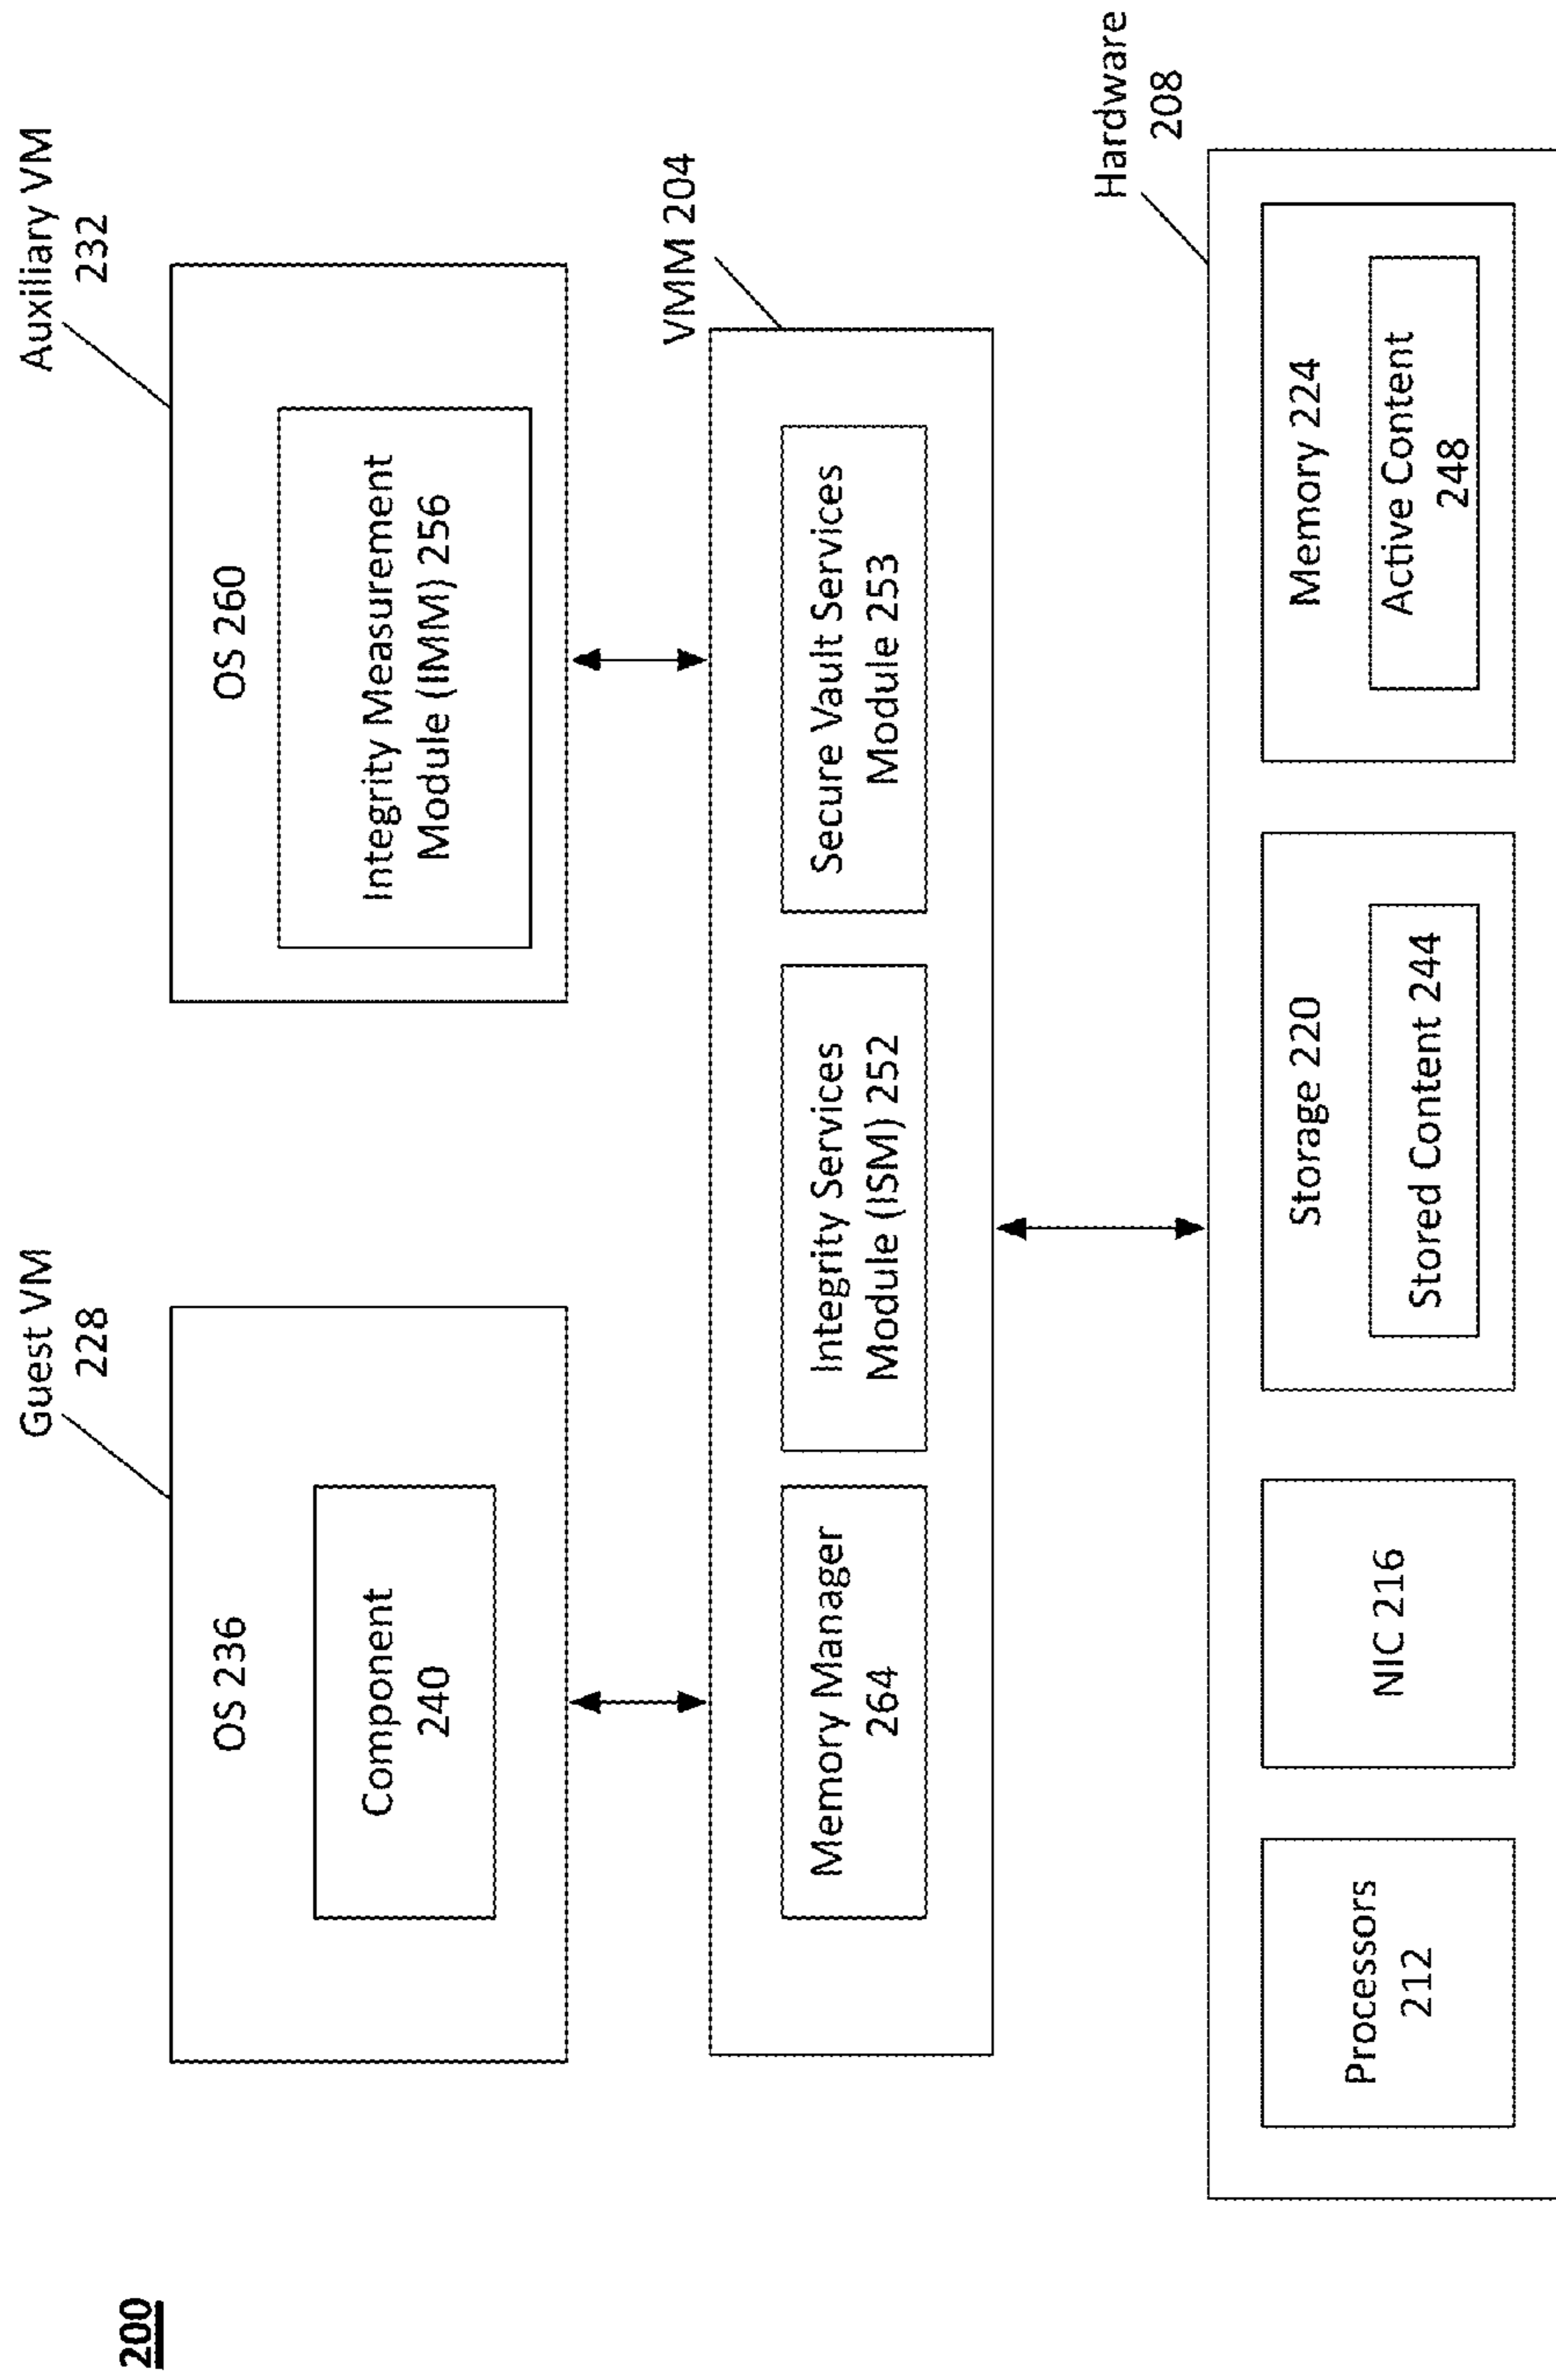 200
Guest VM
228
Auxiliary VM
232
OS 236
Component
240
OS 260
Integrity Measurement
Module (IMM) 256
VMM 204
Memory Manager
264
Integrity Services
Module (ISM) 252
Secure Vault Services
Module 253
Hardware
208
Processors
212
NIC 216
Storage 220
Stored Content 244
Memory 224
Active Content
248